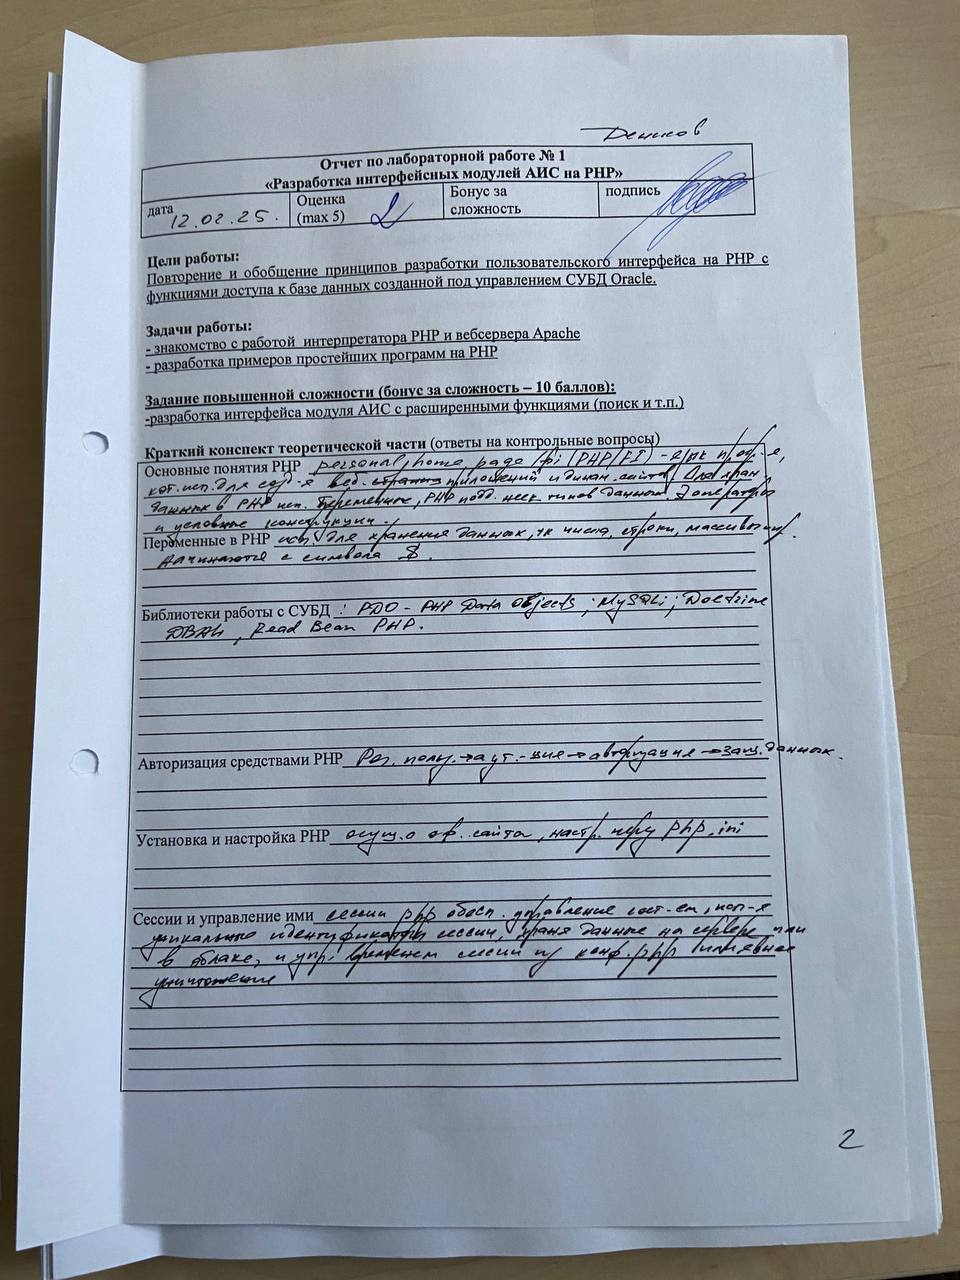 Отчет по лабораторной работе № 1
«Разработка интерфейсных модулей АИС на PHP»
дата 12.02.25.
Оценка (max 5) 2
Бонус за сложность
подпись
Цели работы:
Повторение и обобщение принципов разработки пользовательского интерфейса на PHP с
функциями доступа к базе данных созданной под управлением СУБД Oracle.
Задачи работы:
- знакомство с работой интерпретатора PHP и вебсервера Apache
- разработка примеров простейших программ на PHP
Задание повышенной сложности (бонус за сложность – 10 баллов):
-разработка интерфейса модуля АИС с расширенными функциями (поиск и т.п.)
Краткий конспект теоретической части (ответы на контрольные вопросы)
Основные понятия PHP personal home page /fi (PHP/FI) -
кот. исп. для созд-я веб. приложений и динам. сайтов. Для хран.
данных в PHP исп. переменные, PHP подд. неск. типов данных, операторы
и условные конструкции.
Переменные в PHP исп. для хранения данных, числа, строки, массивы
начинаются с символа $.
Библиотеки работы с СУБД : PDO - PHP Data Objects ; MySQLi ; Doctrine
DBAL, Read Bean PHP.
Авторизация средствами PHP Рег. польз. → аут.-ция → авторизация → защ. данных.
Установка и настройка PHP осущ. с оф. сайта, настр. через php.ini
Сессии и управление ими сессии php обесп. управление сост-ем,
уникальные идентификаторы сессии, храня данные на сервере или
в облаке, и упр. временем сессии из конф. php
уничтожение
2